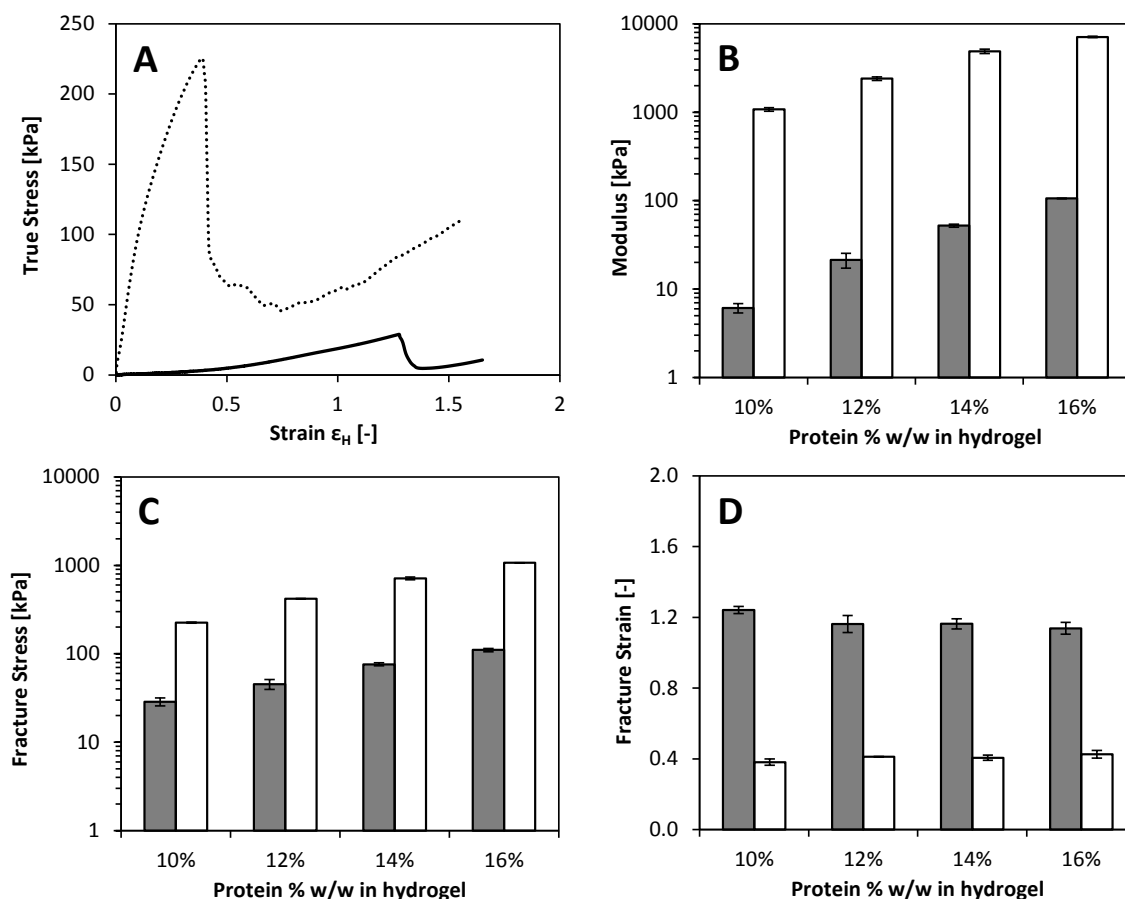 A
True Stress [kPa]
250
200
150
100
50
0
0 0.5 1 1.5 2
Strain ε_H [-]
B
Modulus [kPa]
10000
1000
100
10
1
10% 12% 14% 16%
Protein % w/w in hydrogel
C
Fracture Stress [kPa]
10000
1000
100
10
1
10% 12% 14% 16%
Protein % w/w in hydrogel
D
Fracture Strain [-]
2.0
1.6
1.2
0.8
0.4
0.0
10% 12% 14% 16%
Protein % w/w in hydrogel